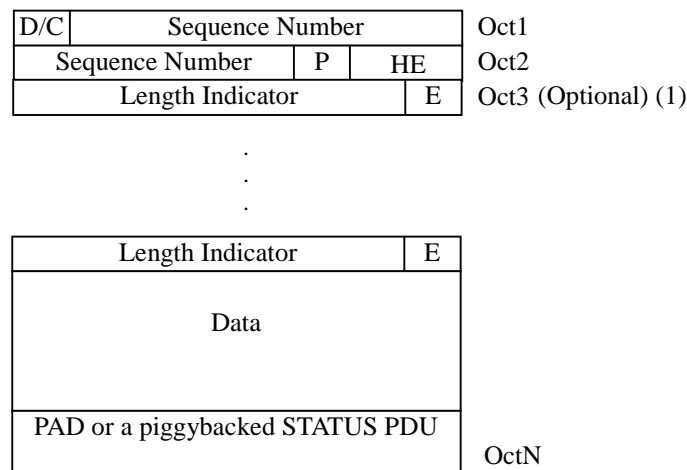 D/C Sequence Number Oct1
Sequence Number P HE Oct2
Length Indicator E Oct3 (Optional) (1)
.
.
.
Length Indicator E
Data
PAD or a piggybacked STATUS PDU
OctN